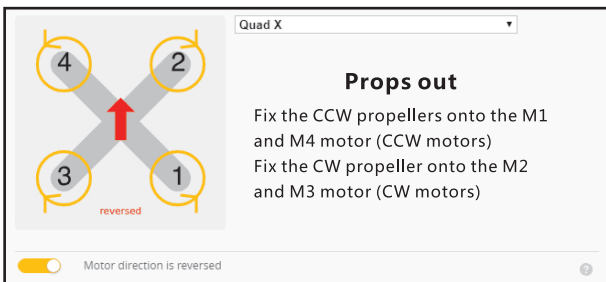 Quad X
4
2
3
1
reversed
Props out
Fix the CCW propellers onto the M1
and M4 motor (CCW motors)
Fix the CW propeller onto the M2
and M3 motor (CW motors)
Motor direction is reversed
?